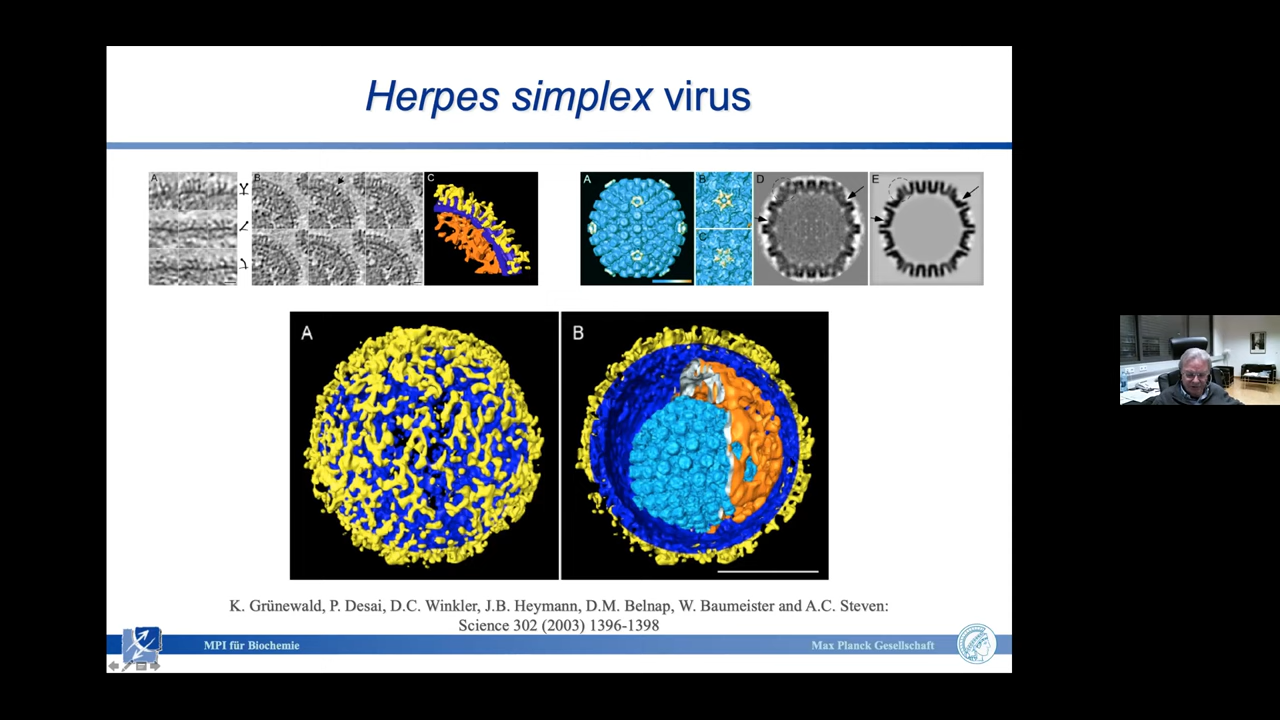 Herpes simplex virus
A
B
C
A
B
C
D
E
A
B
K. Grünewald, P. Desai, D.C. Winkler, J.B. Heymann, D.M. Belnap, W. Baumeister and A.C. Steven:
Science 302 (2003) 1396-1398
MPI für Biochemie
Max Planck Gesellschaft